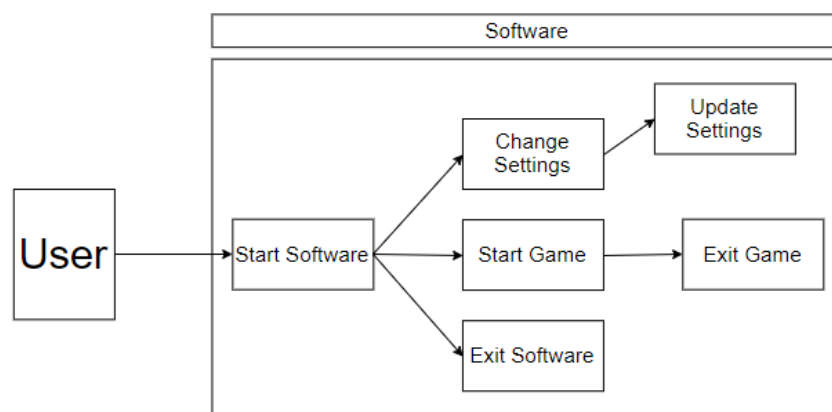 Software
Update
Settings
Change
Settings
User
Start Software
Start Game
Exit Game
Exit Software